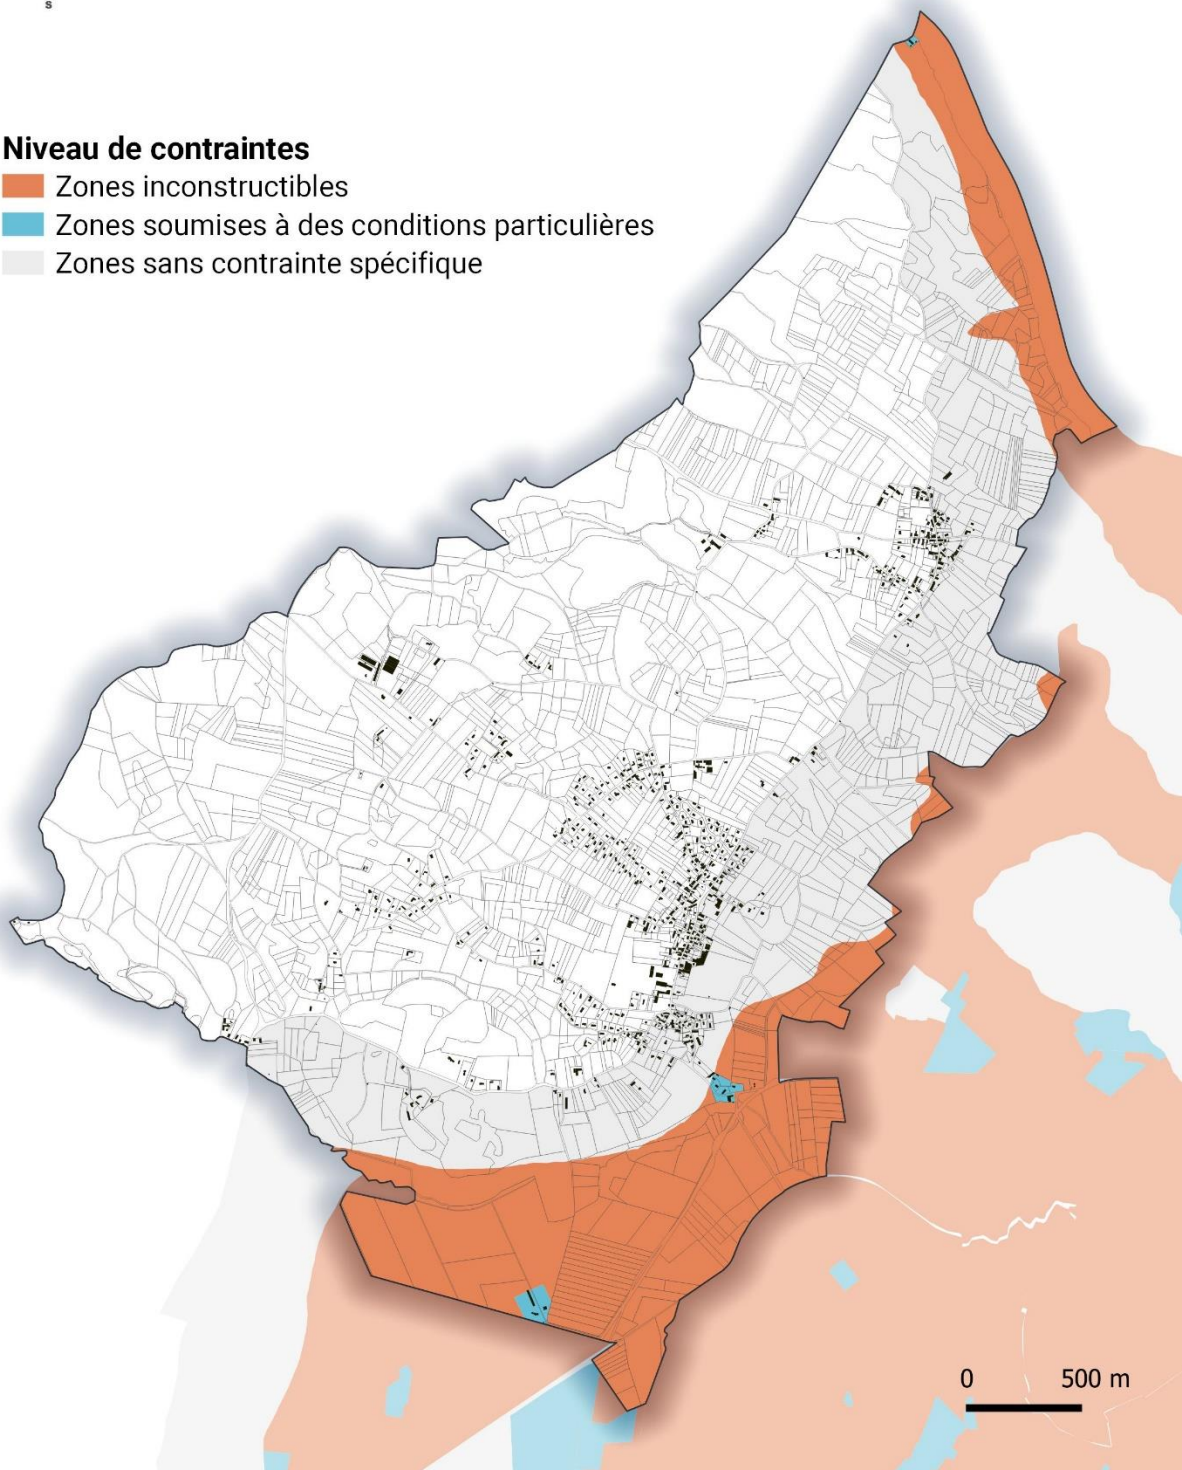 s
Niveau de contraintes
Zones inconstructibles
Zones soumises à des conditions particulières
Zones sans contrainte spécifique
0 500 m